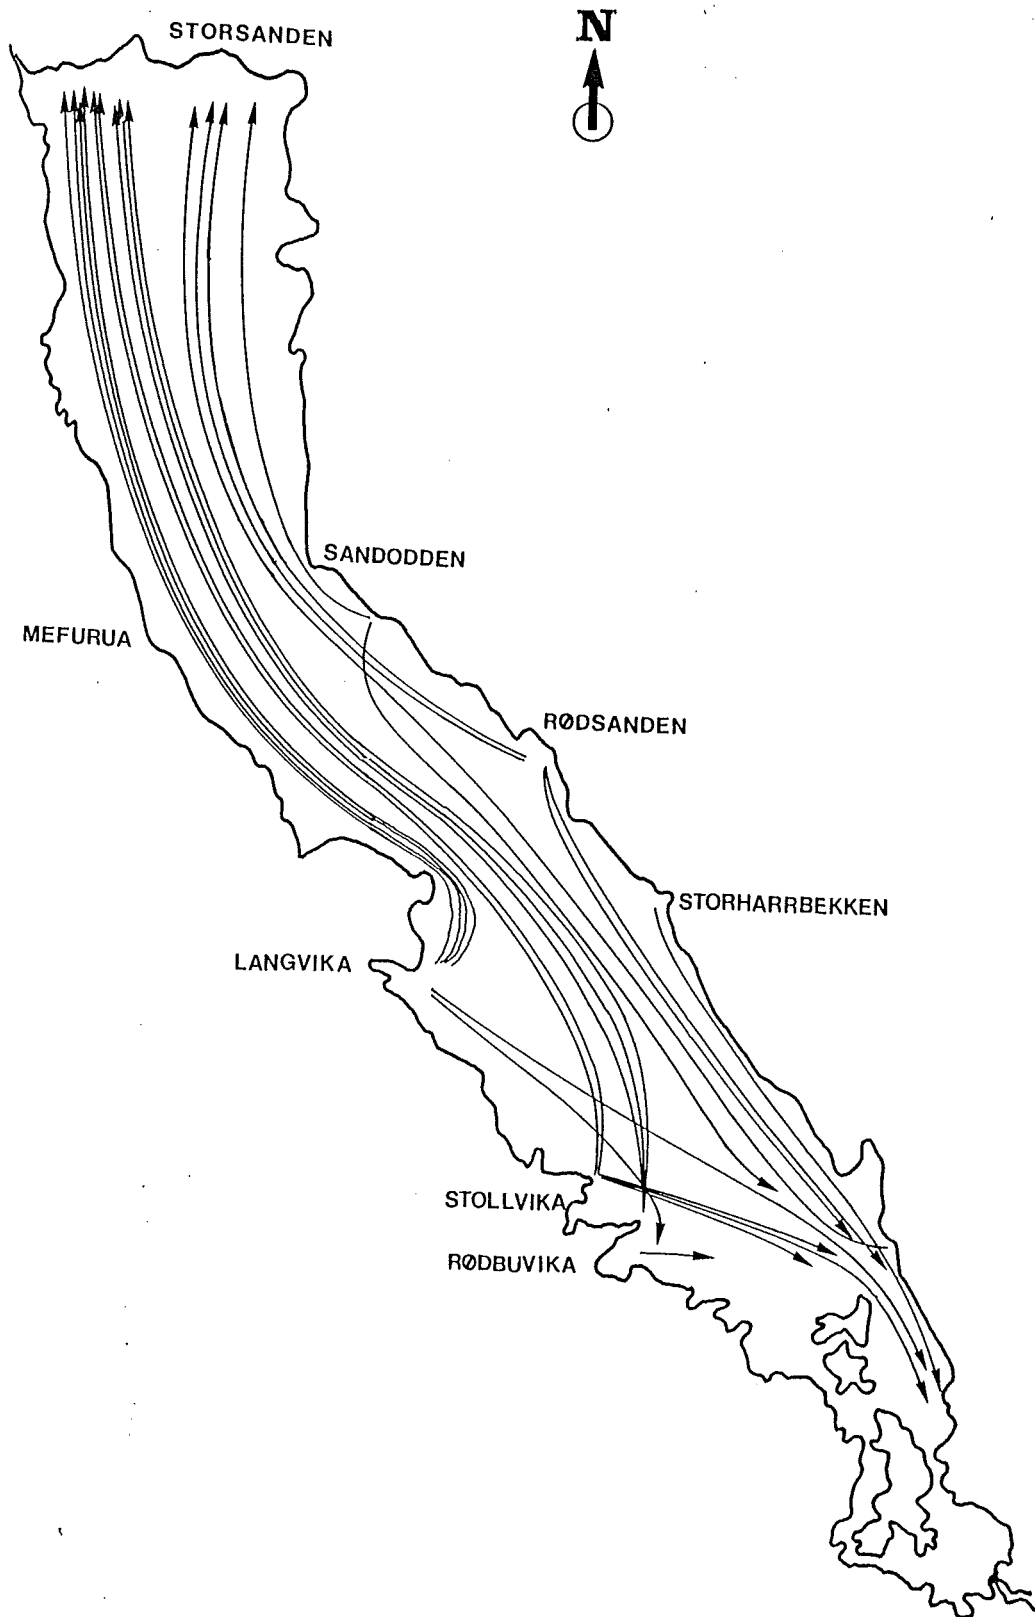 STORSANDEN
N
SANDODDEN
MEFURUA
RØDSANDEN
STORHARRBEKKEN
LANGVIKA
STOLLVIKA
RØDBUVIKA